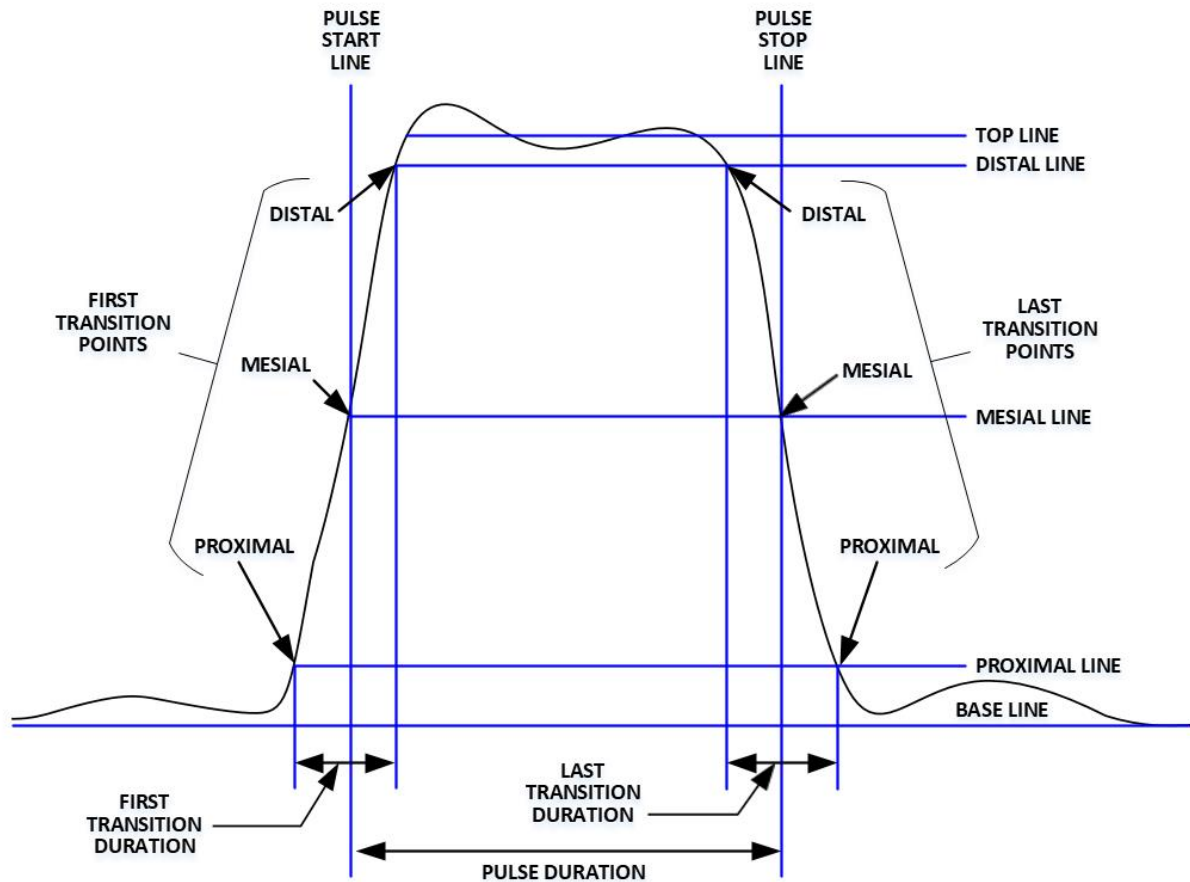 PULSE
START
LINE
PULSE
STOP
LINE
TOP LINE
DISTAL LINE
DISTAL
DISTAL
FIRST
TRANSITION
POINTS
LAST
TRANSITION
POINTS
MESIAL
MESIAL
MESIAL LINE
PROXIMAL
PROXIMAL
PROXIMAL LINE
BASE LINE
FIRST
TRANSITION
DURATION
LAST
TRANSITION
DURATION
PULSE DURATION